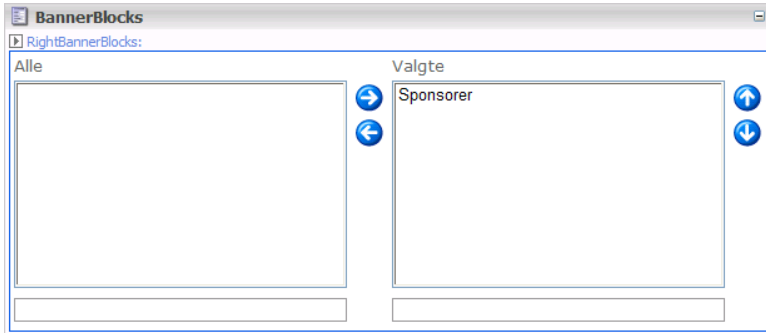 BannerBlocks
RightBannerBlocks:
Alle
Valgte
Sponsorer